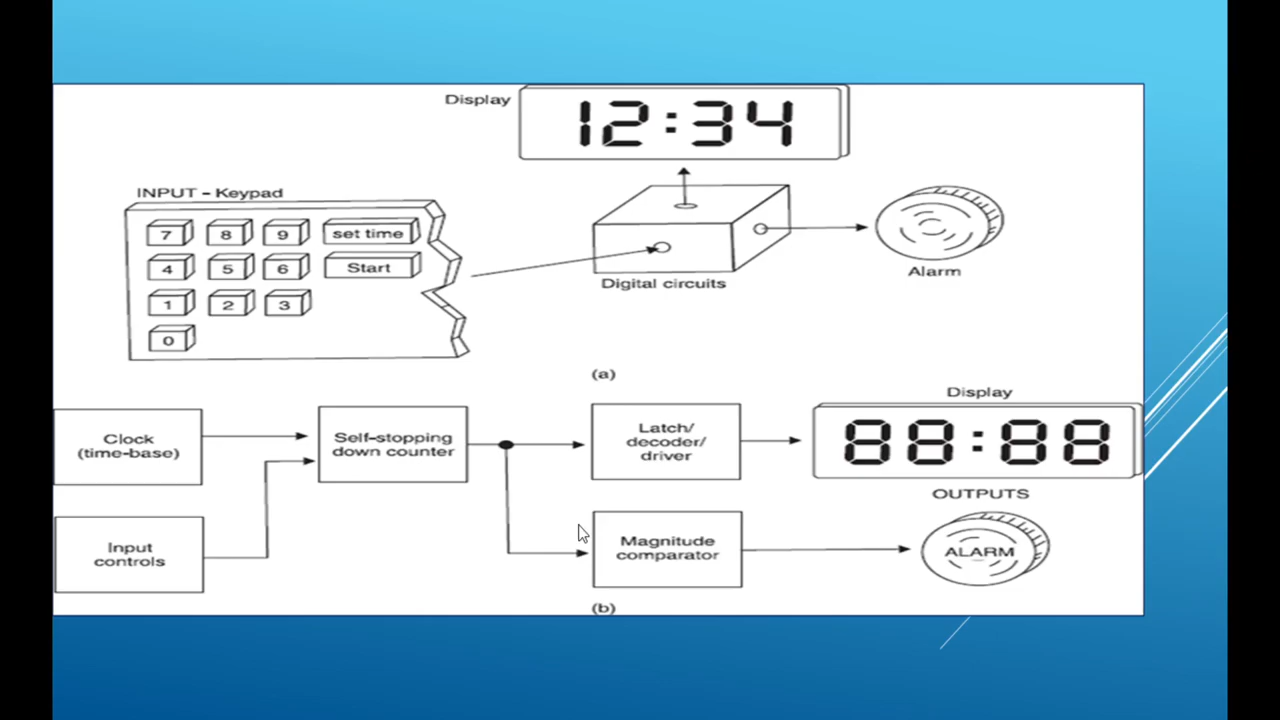 Display
12:34
INPUT - Keypad
7 8 9 set time
4 5 6 Start
1 2 3
0
Digital circuits
Alarm
(a)
Display
Clock
(time-base)
Self-stopping
down counter
Latch/
decoder/
driver
88:88
OUTPUTS
Input
controls
Magnitude
comparator
ALARM
(b)